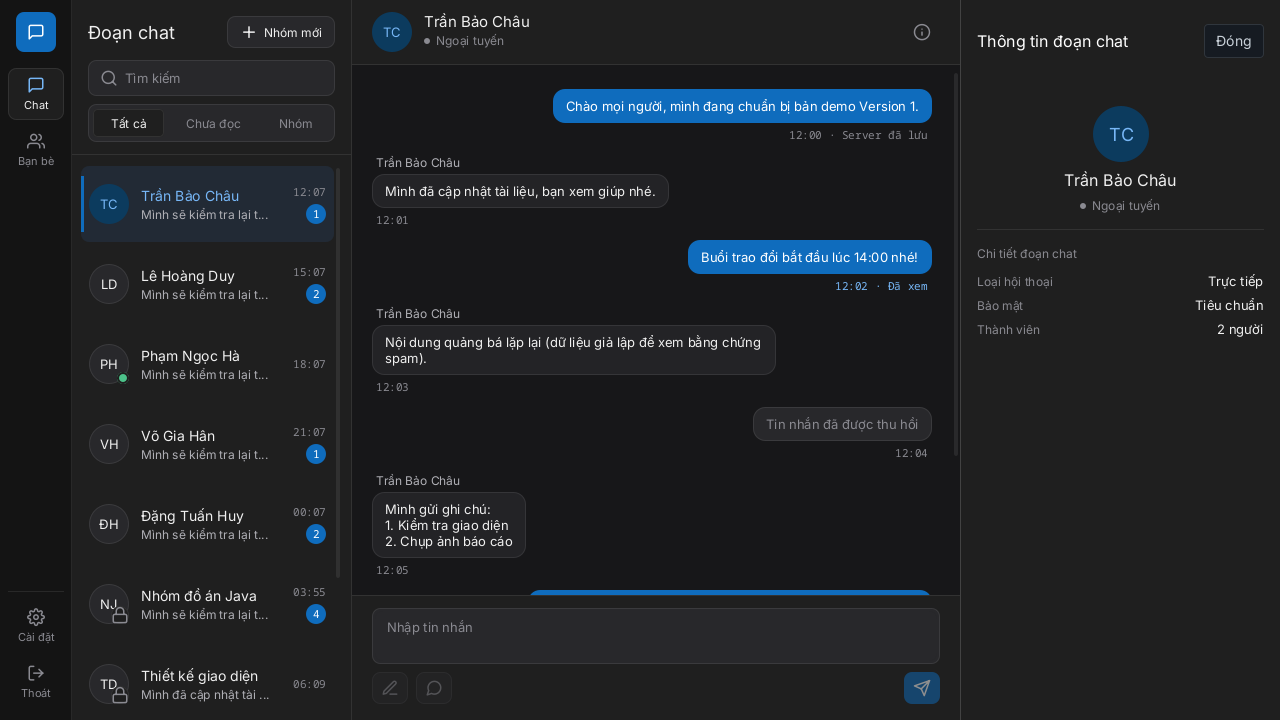 Chat
Bạn bè
Cài đặt
Thoát
Đoạn chat
Nhóm mới
Tìm kiếm
Tất cả
Chưa đọc
Nhóm
TC
Trần Bảo Châu
12:07
Mình sẽ kiểm tra lại t...
1
LD
Lê Hoàng Duy
15:07
Mình sẽ kiểm tra lại t...
2
PH
Phạm Ngọc Hà
18:07
Mình sẽ kiểm tra lại t...
VH
Võ Gia Hân
21:07
Mình sẽ kiểm tra lại t...
1
ĐH
Đặng Tuấn Huy
00:07
Mình sẽ kiểm tra lại t...
2
NJ
Nhóm đồ án Java
03:55
Mình sẽ kiểm tra lại t...
4
TD
Thiết kế giao diện
06:09
Mình đã cập nhật tài ...
TC
Trần Bảo Châu
Ngoại tuyến
Chào mọi người, mình đang chuẩn bị bản demo Version 1.
12:00 · Server đã lưu
Trần Bảo Châu
Mình đã cập nhật tài liệu, bạn xem giúp nhé.
12:01
Buổi trao đổi bắt đầu lúc 14:00 nhé!
12:02 · Đã xem
Trần Bảo Châu
Nội dung quảng bá lặp lại (dữ liệu giả lập để xem bằng chứng
spam).
12:03
Tin nhắn đã được thu hồi
12:04
Trần Bảo Châu
Mình gửi ghi chú:
1. Kiểm tra giao diện
2. Chụp ảnh báo cáo
12:05
Nhập tin nhắn
Thông tin đoạn chat
Đóng
TC
Trần Bảo Châu
Ngoại tuyến
Chi tiết đoạn chat
Loại hội thoại
Trực tiếp
Bảo mật
Tiêu chuẩn
Thành viên
2 người